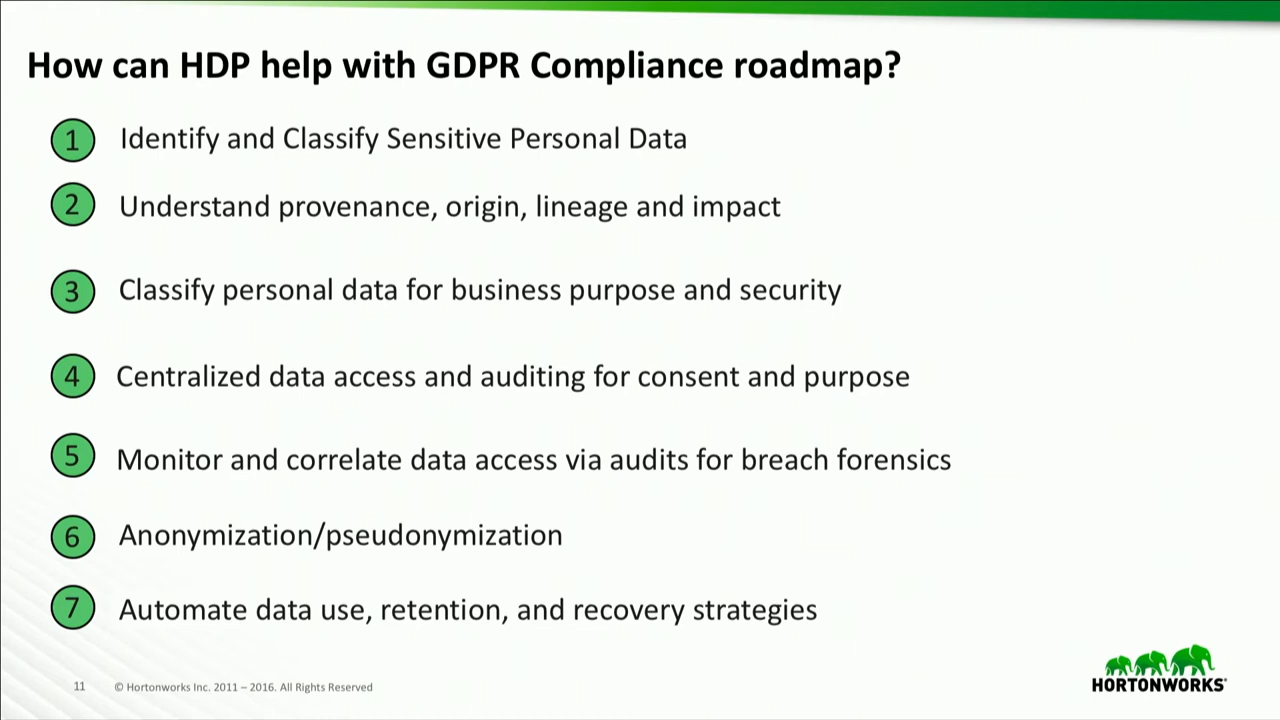 How can HDP help with GDPR Compliance roadmap?
1 Identify and Classify Sensitive Personal Data
2 Understand provenance, origin, lineage and impact
3 Classify personal data for business purpose and security
4 Centralized data access and auditing for consent and purpose
5 Monitor and correlate data access via audits for breach forensics
6 Anonymization/pseudonymization
7 Automate data use, retention, and recovery strategies
11 © Hortonworks Inc. 2011 – 2016. All Rights Reserved
HORTONWORKS